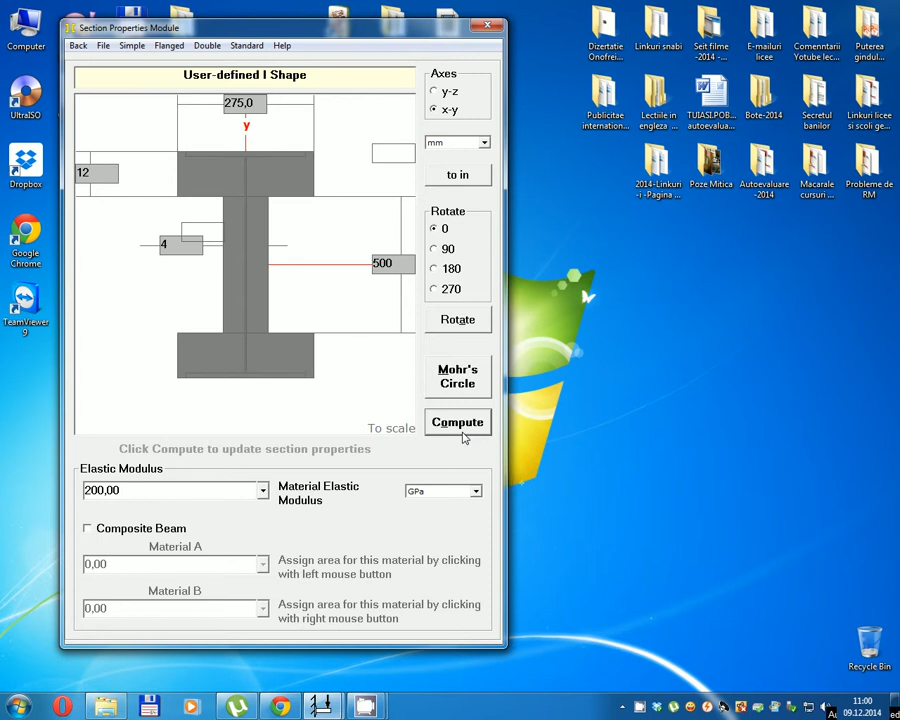 Section Properties Module
Back File Simple Flanged Double Standard Help
User-defined I Shape
275,0
y
12
4
500
To scale
Click Compute to update section properties
Axes
y-z
x-y
mm
to in
Rotate
0
90
180
270
Rotate
Mohr's
Circle
Compute
Elastic Modulus
200,00
Material Elastic
Modulus
GPa
Composite Beam
Material A
0,00
Assign area for this material by clicking
with left mouse button
Material B
0,00
Assign area for this material by clicking
with right mouse button
Computer
UltraISO
Dropbox
Google
Chrome
TeamViewer
9
Dizertatie
Onofrei...
Linkuri snabi
Seit filme
-2014 -
E-mailuri
licee
Comenntarii
Yotube lec...
Puterea
gindul...
Publicitae
internation...
Lectiile in
engleza ...
TUIASI.POB...
autoevalua...
Bote-2014
Secretul
banilor
Linkuri licee
si scoli ge...
2014-Linkuri
-i -Pagina ...
Poze Mitica
Autoevaluare
-2014
Macarale
cursuri ...
Probleme de
RM
Recycle Bin
11:00
09.12.2014